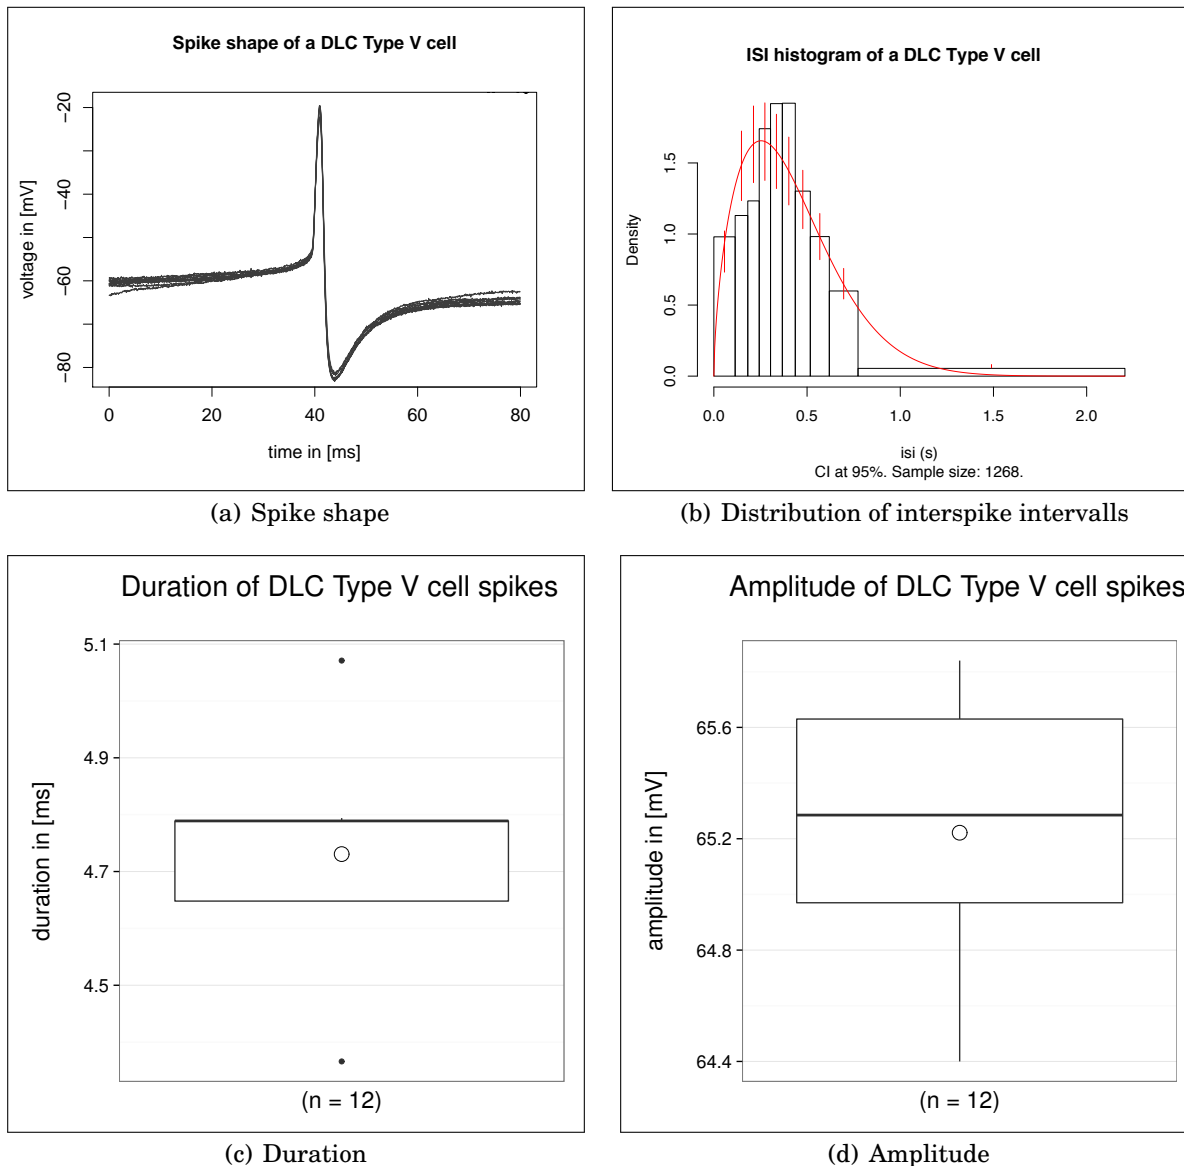 Spike shape of a DLC Type V cell
voltage in [mV]
-20
-40
-60
-80
0 20 40 60 80
time in [ms]
(a) Spike shape
ISI histogram of a DLC Type V cell
Density
1.5
1.0
0.5
0.0
0.0 0.5 1.0 1.5 2.0
isi (s)
CI at 95%. Sample size: 1268.
(b) Distribution of interspike intervalls
Duration of DLC Type V cell spikes
duration in [ms]
5.1
4.9
4.7
4.5
(n = 12)
(c) Duration
Amplitude of DLC Type V cell spikes
amplitude in [mV]
65.6
65.2
64.8
64.4
(n = 12)
(d) Amplitude